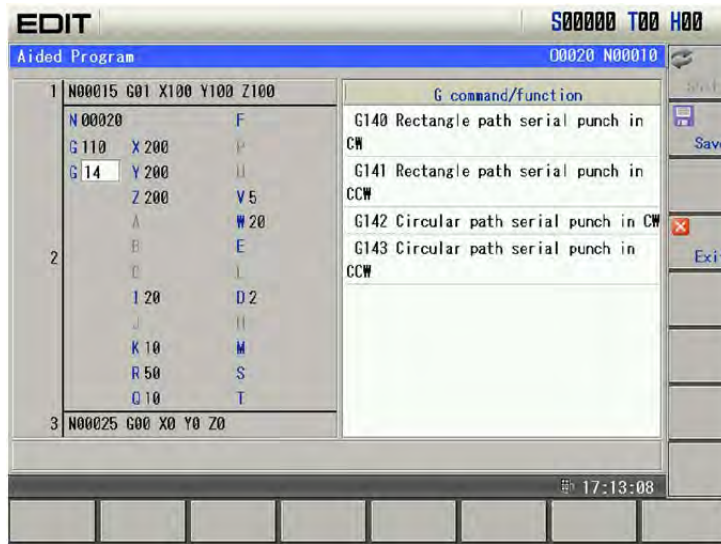 EDIT
S00000 T00 H00
Aided Program
O0020 N00010
1 N00015 G01 X100 Y100 Z100
N 00020 F
G 110 X 200 P
G 14 Y 200 U
Z 200 V 5
A W 20
B E
C L
2
I 20 D 2
J H
K 10 M
R 50 S
Q 10 T
3 N00025 G00 X0 Y0 Z0
G command/function
G140 Rectangle path serial punch in
CW
G141 Rectangle path serial punch in
CCW
G142 Circular path serial punch in CW
G143 Circular path serial punch in
CCW
Save
Exi
17:13:08